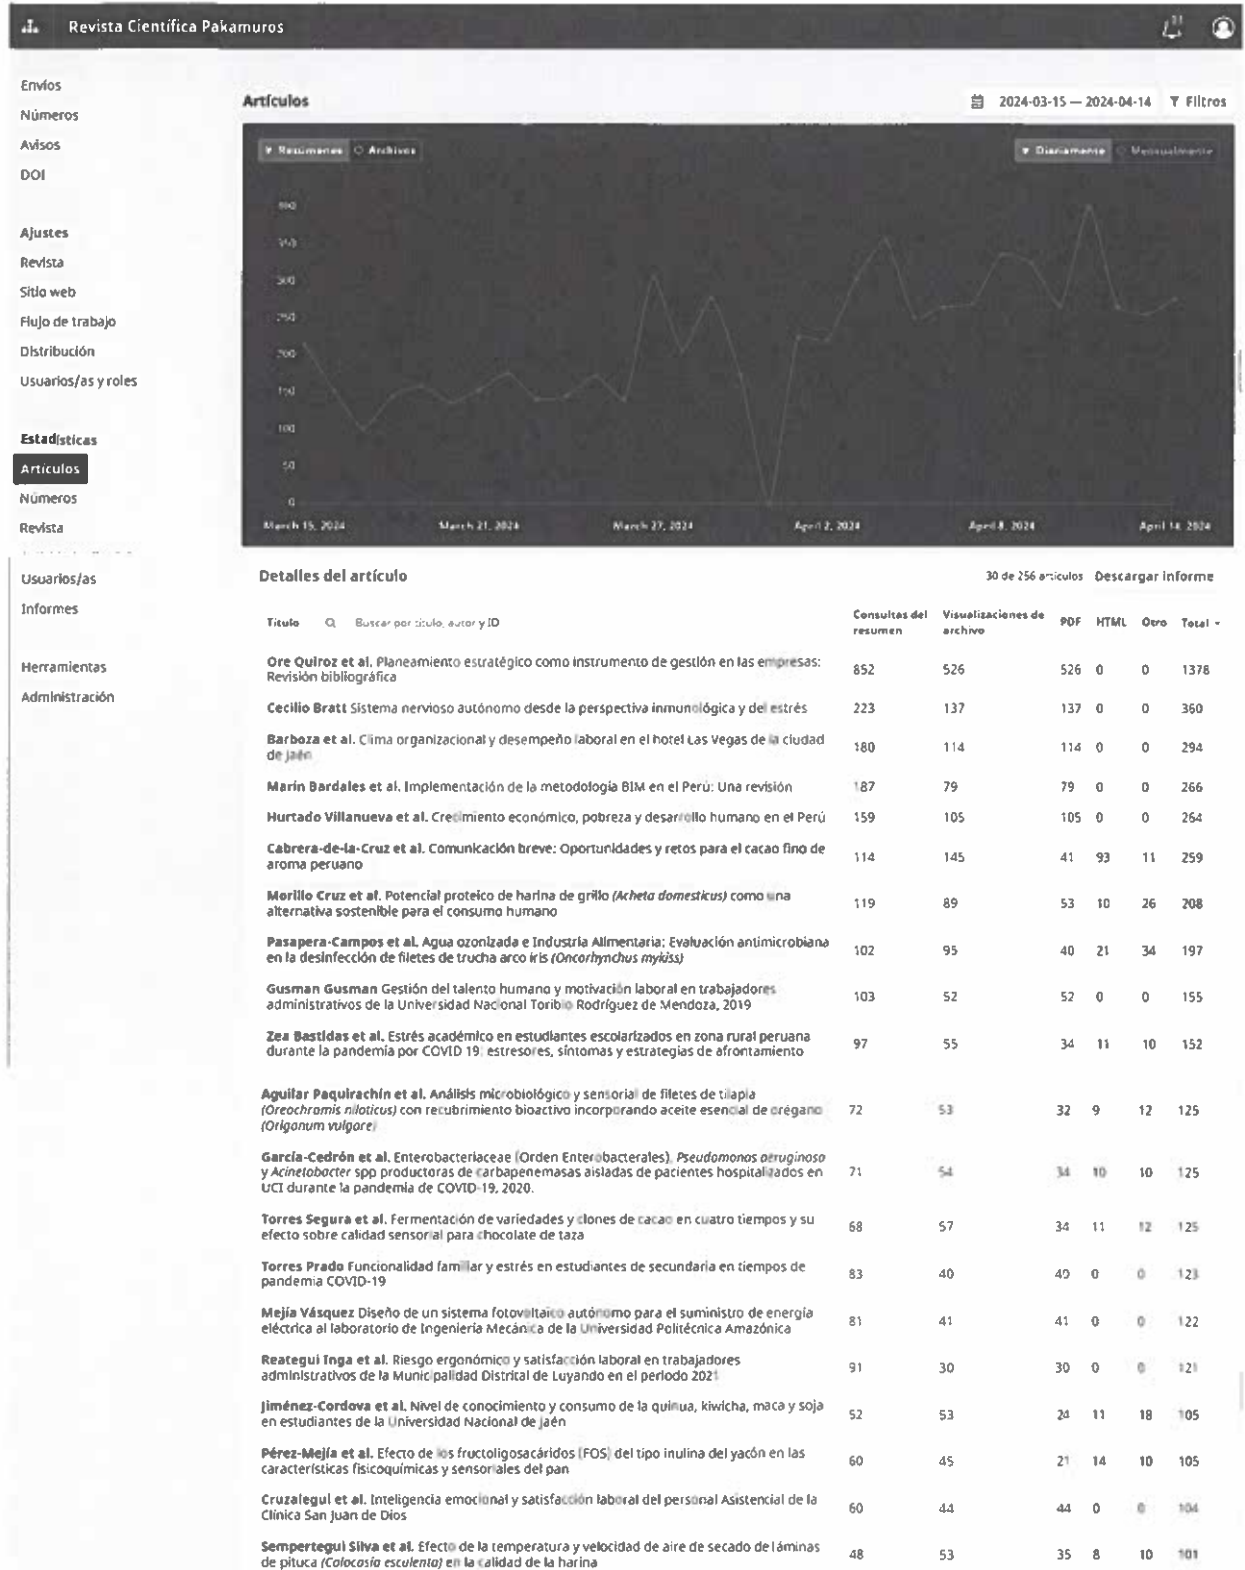 Revista Científica Pakamuros
31
Envíos
Números
Avisos
DOI
Ajustes
Revista
Sitio web
Flujo de trabajo
Distribución
Usuarios/as y roles
Estadísticas
Artículos
Números
Revista
Usuarios/as
Informes
Herramientas
Administración
Artículos
2024-03-15 — 2024-04-14 Filtros
Resúmenes Archivos
Diariamente Mensualmente
400
350
300
250
200
150
100
50
0
March 15, 2024 March 21, 2024 March 27, 2024 April 2, 2024 April 8, 2024 April 14, 2024
Detalles del artículo 30 de 256 artículos Descargar informe
Título Buscar por título, autor y ID Consultas del resumen Visualizaciones de archivo PDF HTML Otro Total
Ore Quiroz et al. Planeamiento estratégico como instrumento de gestión en las empresas:
Revisión bibliográfica 852 526 526 0 0 1378
Cecilio Bratt Sistema nervioso autónomo desde la perspectiva inmunológica y del estrés 223 137 137 0 0 360
Barboza et al. Clima organizacional y desempeño laboral en el hotel Las Vegas de la ciudad
de jaén 180 114 114 0 0 294
Marín Bardales et al. Implementación de la metodología BIM en el Perú: Una revisión 187 79 79 0 0 266
Hurtado Villanueva et al. Crecimiento económico, pobreza y desarrollo humano en el Perú 159 105 105 0 0 264
Cabrera-de-la-Cruz et al. Comunicación breve: Oportunidades y retos para el cacao fino de
aroma peruano 114 145 41 93 11 259
Morillo Cruz et al. Potencial proteico de harina de grillo (Acheta domesticus) como una
alternativa sostenible para el consumo humano 119 89 53 10 26 208
Pasapera-Campos et al. Agua ozonizada e Industria Alimentaria: Evaluación antimicrobiana
en la desinfección de filetes de trucha arco iris (Oncorhynchus mykiss) 102 95 40 21 34 197
Gusman Gusman Gestión del talento humano y motivación laboral en trabajadores
administrativos de la Universidad Nacional Toribio Rodríguez de Mendoza, 2019 103 52 52 0 0 155
Zea Bastidas et al. Estrés académico en estudiantes escolarizados en zona rural peruana
durante la pandemia por COVID 19: estresores, síntomas y estrategias de afrontamiento 97 55 34 11 10 152
Aguilar Paquirachín et al. Análisis microbiológico y sensorial de filetes de tilapia
(Oreochromis niloticus) con recubrimiento bioactivo incorporando aceite esencial de orégano
(Origanum vulgare) 72 53 32 9 12 125
García-Cedrón et al. Enterobacteriaceae (Orden Enterobacterales), Pseudomonas aeruginosa
y Acinetobacter spp productoras de carbapenemasas aisladas de pacientes hospitalizados en
UCI durante la pandemia de COVID-19, 2020. 71 54 34 10 10 125
Torres Segura et al. Fermentación de variedades y clones de cacao en cuatro tiempos y su
efecto sobre calidad sensorial para chocolate de taza 68 57 34 11 12 125
Torres Prado Funcionalidad familiar y estrés en estudiantes de secundaria en tiempos de
pandemia COVID-19 83 40 40 0 0 123
Mejía Vásquez Diseño de un sistema fotovoltaico autónomo para el suministro de energía
eléctrica al laboratorio de Ingeniería Mecánica de la Universidad Politécnica Amazónica 81 41 41 0 0 122
Reategui Inga et al. Riesgo ergonómico y satisfacción laboral en trabajadores
administrativos de la Municipalidad Distrital de Luyando en el periodo 2021 91 30 30 0 0 121
Jiménez-Cordova et al. Nivel de conocimiento y consumo de la quinua, kiwicha, maca y soja
en estudiantes de la Universidad Nacional de jaén 52 53 24 11 18 105
Pérez-Mejía et al. Efecto de los fructoligosacáridos (FOS) del tipo inulina del yacón en las
características fisicoquímicas y sensoriales del pan 60 45 21 14 10 105
Cruzalegui et al. Inteligencia emocional y satisfacción laboral del personal Asistencial de la
Clínica San Juan de Dios 60 44 44 0 0 104
Sempertegui Silva et al. Efecto de la temperatura y velocidad de aire de secado de láminas
de pituca (Colocasia esculenta) en la calidad de la harina 48 53 35 8 10 101